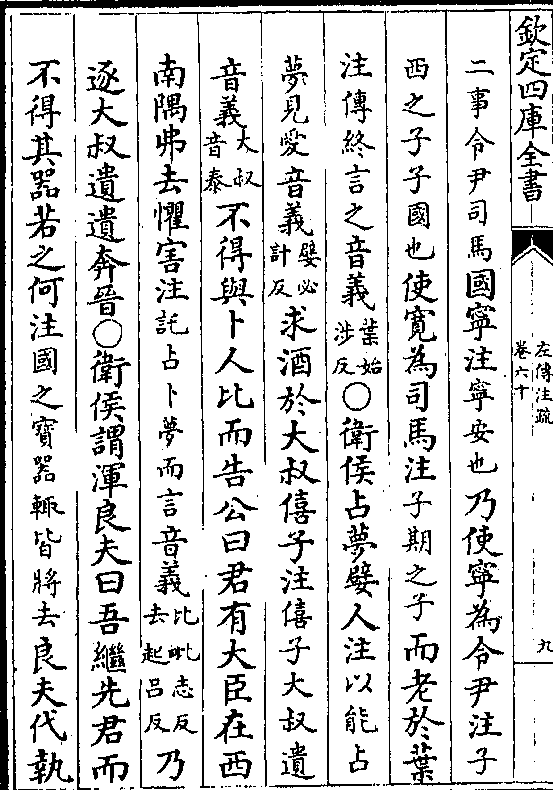 欽定四庫全書
左傳注疏
卷六十
九
二事令尹司馬國寧注寧安也乃使寧為令尹注子
西之子子國也使寛為司馬注子期之子而老於葉
注傳終言之音義葉始涉反○衛侯占夢嬖人注以能占
夢見愛音義嬖必計反求酒於大叔僖子注僖子大叔遺
音義大叔音泰不得與卜人比而告公曰君有大臣在西
南隅弗去懼害注託占卜夢而言音義比毗志反去起呂反乃
逐大叔遺遺奔晉○衛侯謂渾良夫曰吾繼先君而
不得其器若之何注國之寶器輒皆將去良夫代執